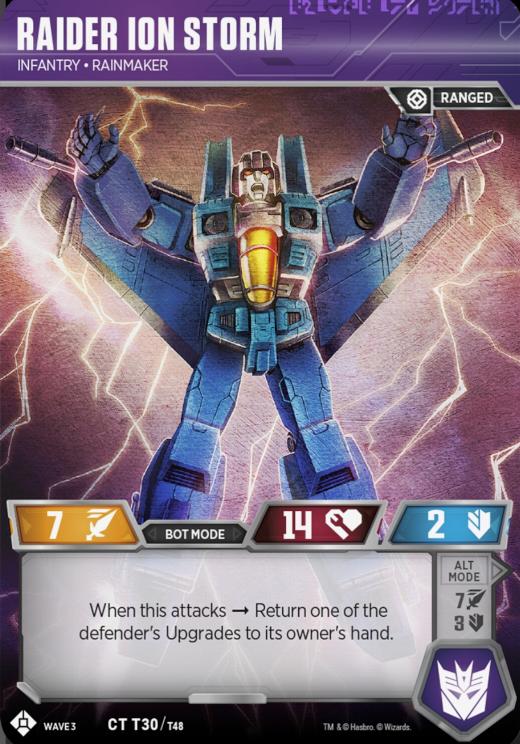 RAIDER ION STORM
INFANTRY • RAINMAKER
RANGED
7
BOT MODE
14
2
When this attacks → Return one of the
defender's Upgrades to its owner's hand.
ALT
MODE
7
3
WAVE 3
CT T30/T48
TM & © Hasbro. © Wizards.